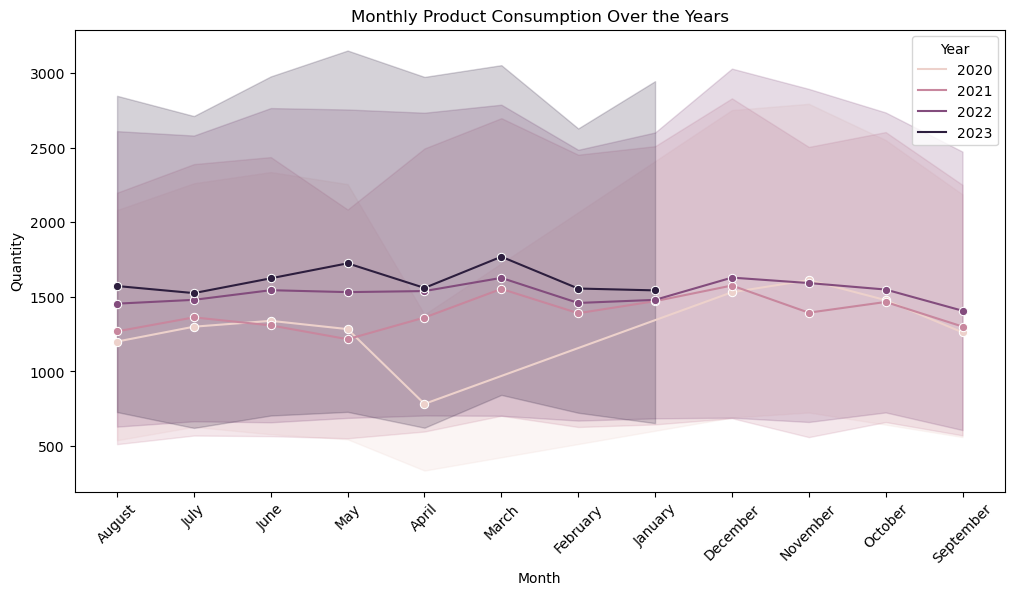 Monthly Product Consumption Over the Years
Year
2020
2021
2022
2023
3000
2500
2000
1500
1000
500
Quantity
August
July
June
May
April
March
February
January
December
November
October
September
Month